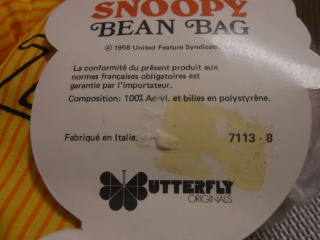 SNOOPY
BEAN BAG
© 1958 United Feature Syndicate
La conformité du présent produit aux
normes françaises obligatoires est
garantie par l'importateur.
Composition: 100% Acryl. et billes en polystyrène.
Fabriqué en Italie.
7113 - 8
BUTTERFLY
ORIGINALS